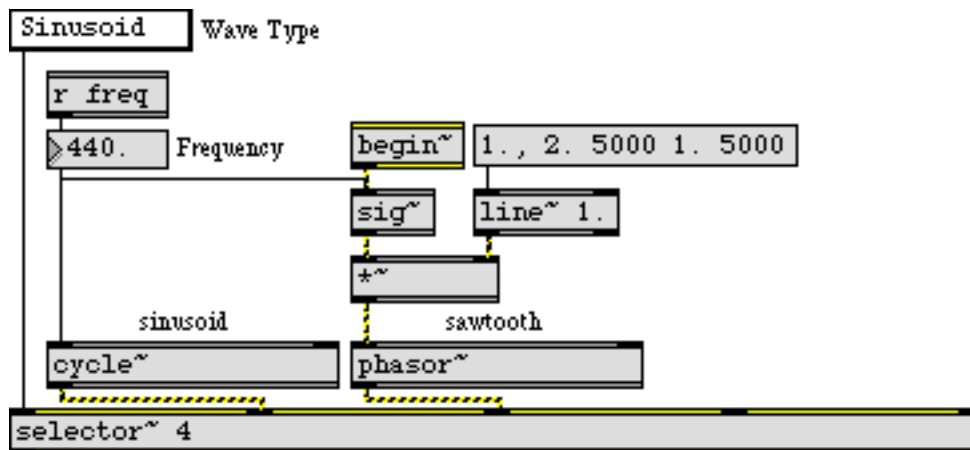 Sinusoid Wave Type
r freq
440. Frequency begin~ 1., 2. 5000 1. 5000
sig~ line~ 1.
*~
sinusoid sawtooth
cycle~ phasor~
selector~ 4